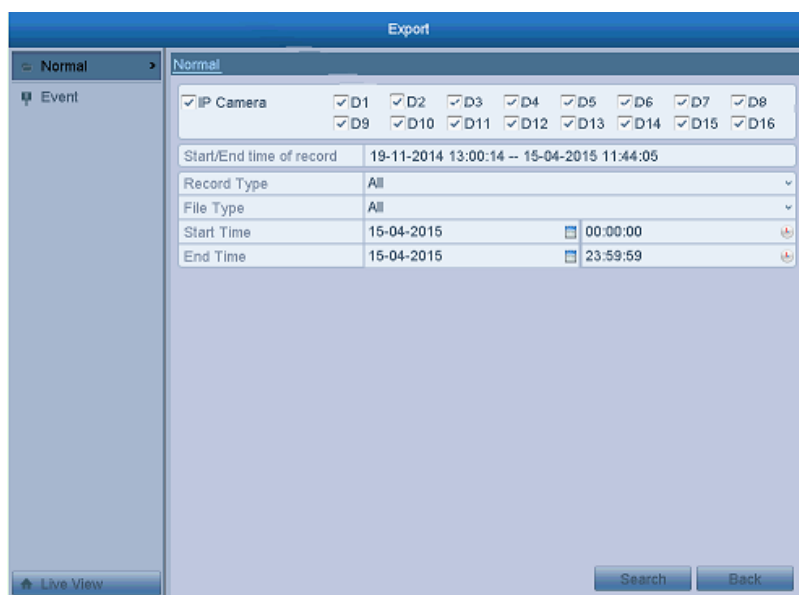 Export
Normal
Event
Normal
IP Camera D1 D2 D3 D4 D5 D6 D7 D8
D9 D10 D11 D12 D13 D14 D15 D16
Start/End time of record 19-11-2014 13:00:14 -- 15-04-2015 11:44:05
Record Type All
File Type All
Start Time 15-04-2015 00:00:00
End Time 15-04-2015 23:59:59
Live View Search Back